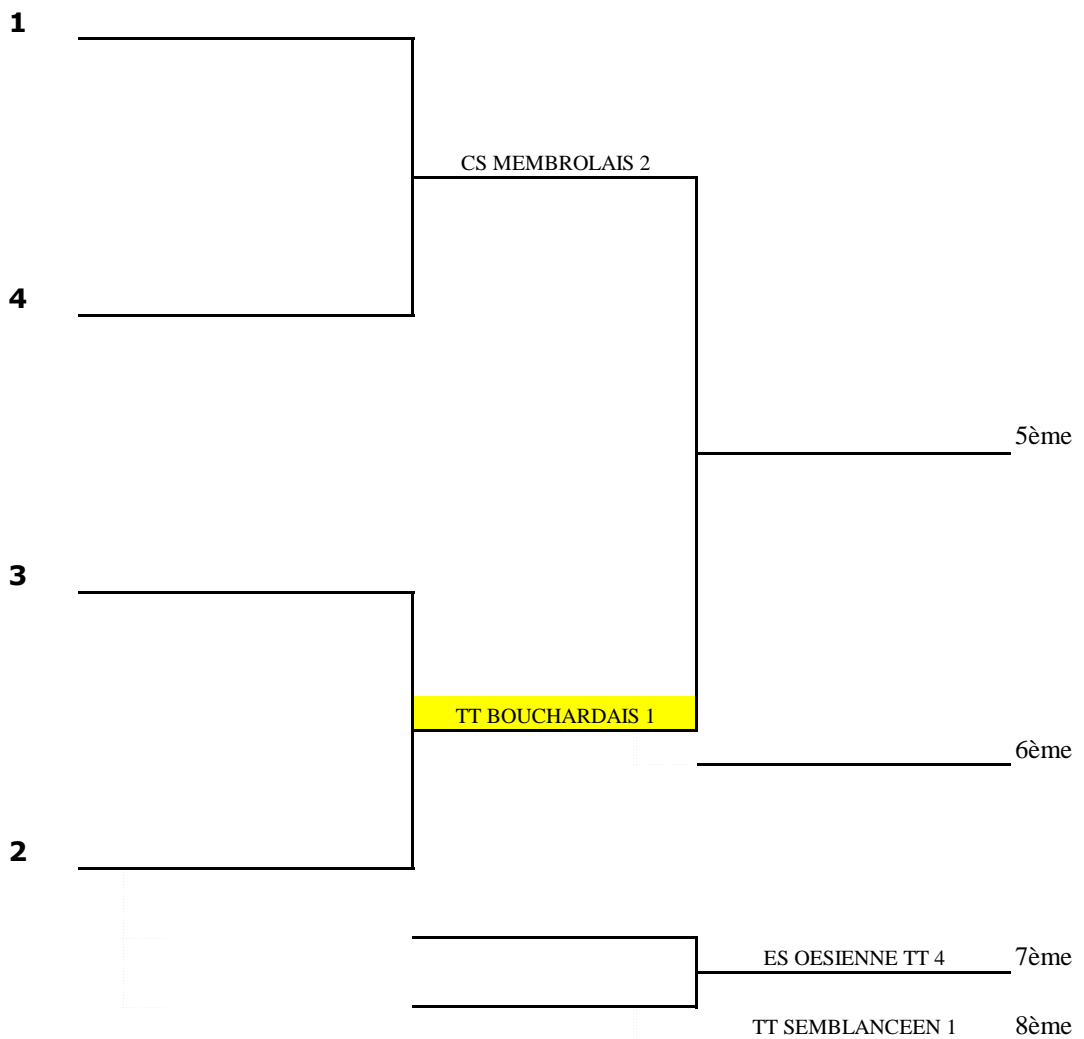 1
CS MEMBROLAIS 2
4
5ème
3
TT BOUCHARDAIS 1
6ème
2
ES OESIENNE TT 4 7ème
TT SEMBLANCEEN 1 8ème